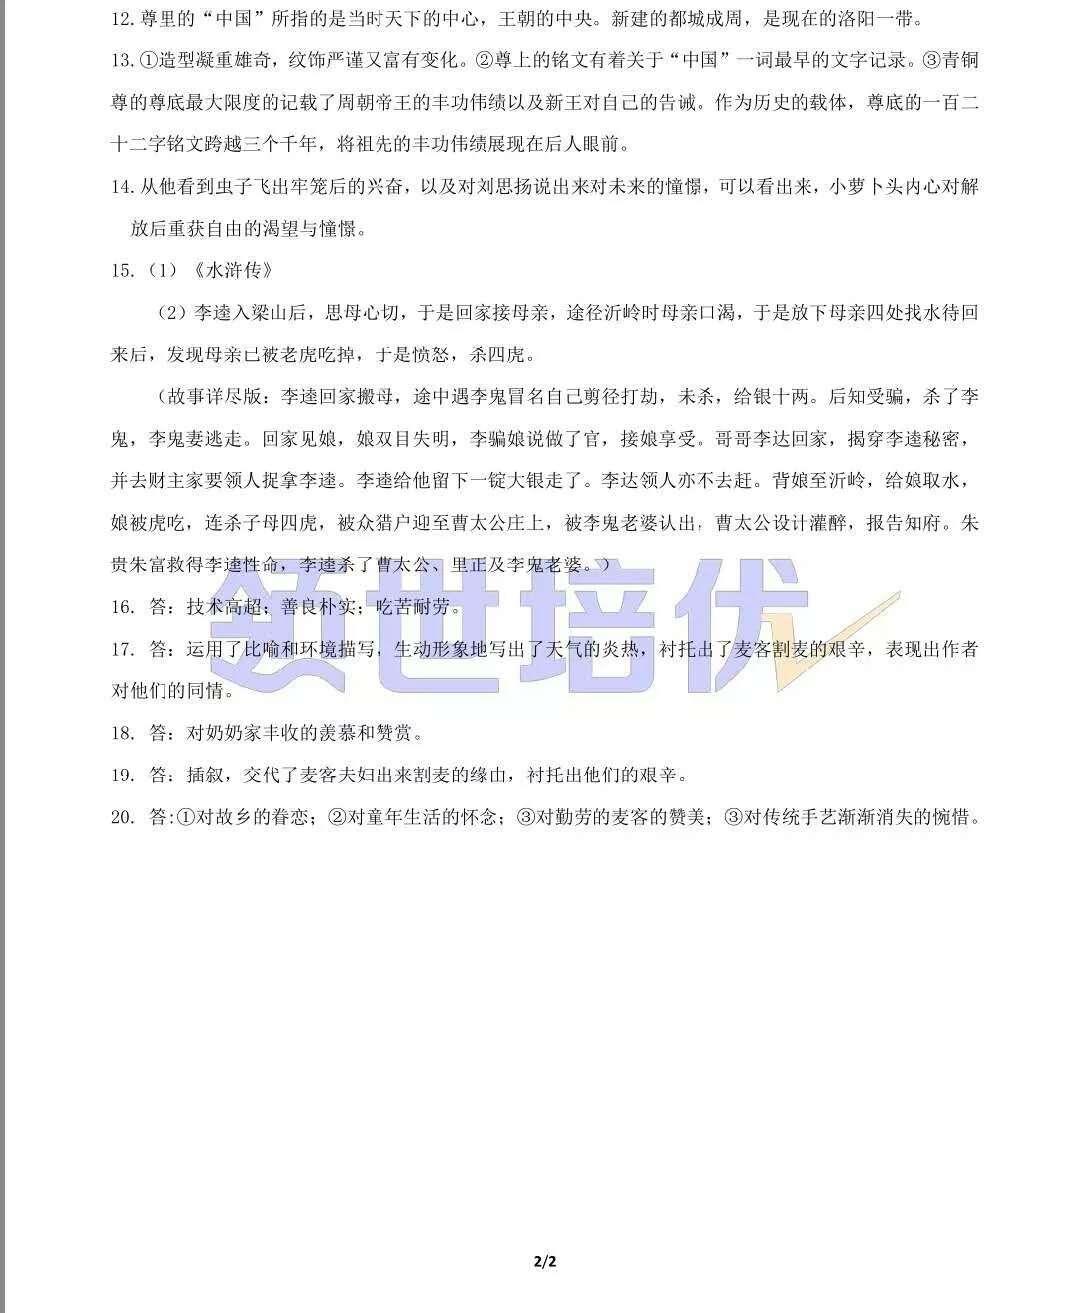 12.尊里的“中国”所指的是当时天下的中心，王朝的中央。新建的都城成周，是现在的洛阳一带。
13.①造型凝重雄奇，纹饰严谨又富有变化。②尊上的铭文有着关于“中国”一词最早的文字记录。③青铜
尊的尊底最大限度的记载了周朝帝王的丰功伟绩以及新王对自己的告诫。作为历史的载体，尊底的一百二
十二字铭文跨越三个千年，将祖先的丰功伟绩展现在后人眼前。
14.从他看到虫子飞出牢笼后的兴奋，以及对刘思扬说出来对未来的憧憬，可以看出来，小萝卜头内心对解
放后重获自由的渴望与憧憬。
15.（1）《水浒传》
（2）李逵入梁山后，思母心切，于是回家接母亲，途径沂岭时母亲口渴，于是放下母亲四处找水待回
来后，发现母亲已被老虎吃掉，于是愤怒，杀四虎。
（故事详尽版：李逵回家搬母，途中遇李鬼冒名自己剪径打劫，未杀，给银十两。后知受骗，杀了李
鬼，李鬼妻逃走。回家见娘，娘双目失明，李骗娘说做了官，接娘享受。哥哥李达回家，揭穿李逵秘密，
并去财主家要领人捉拿李逵。李逵给他留下一锭大银走了。李达领人亦不去赶。背娘至沂岭，给娘取水，
娘被虎吃，连杀子母四虎，被众猎户迎至曹太公庄上，被李鬼老婆认出，曹太公设计灌醉，报告知府。朱
贵朱富救得李逵性命，李逵杀了曹太公、里正及李鬼老婆。）
16. 答：技术高超；善良朴实；吃苦耐劳。
17. 答：运用了比喻和环境描写，生动形象地写出了天气的炎热，衬托出了麦客割麦的艰辛，表现出作者
对他们的同情。
18. 答：对奶奶家丰收的羡慕和赞赏。
19. 答：插叙，交代了麦客夫妇出来割麦的缘由，衬托出他们的艰辛。
20. 答:①对故乡的眷恋；②对童年生活的怀念；③对勤劳的麦客的赞美；③对传统手艺渐渐消失的惋惜。
领世培优
2/2